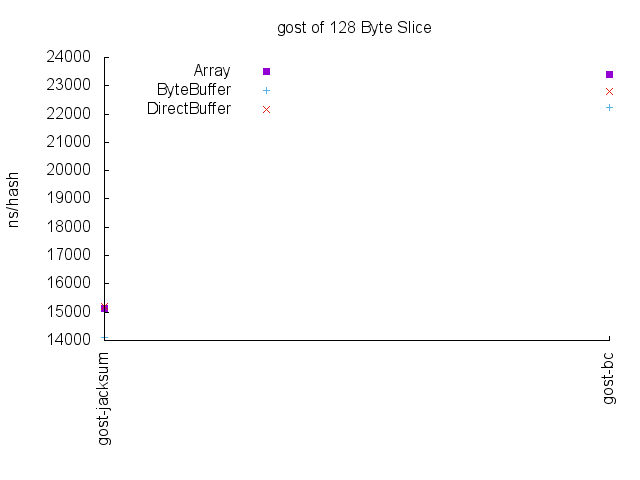 gost of 128 Byte Slice
24000
23000
22000
21000
20000
19000
18000
17000
16000
15000
14000
ns/hash
Array
ByteBuffer
DirectBuffer
gost-jacksum
gost-bc